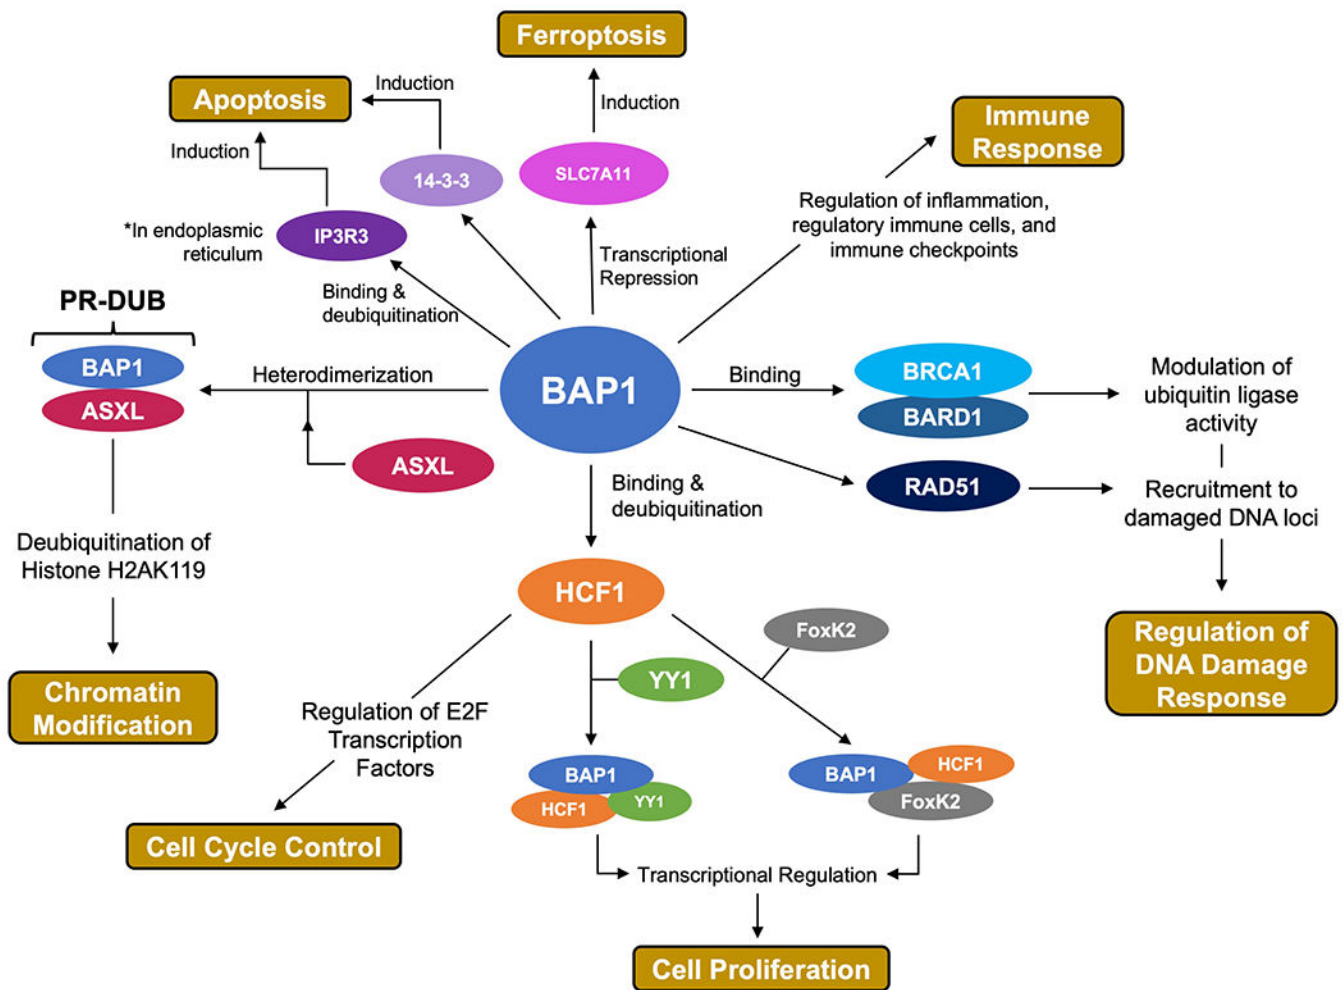 Ferroptosis
Induction
Apoptosis
Induction
Induction
14-3-3
SLC7A11
Immune
Response
*In endoplasmic
reticulum
IP3R3
Transcriptional
Repression
Regulation of inflammation,
regulatory immune cells, and
immune checkpoints
Binding &
deubiquitination
PR-DUB
BAP1
ASXL
Heterodimerization
ASXL
BAP1
Binding
BRCA1
BARD1
Modulation of
ubiquitin ligase
activity
RAD51
Recruitment to
damaged DNA loci
Regulation of
DNA Damage
Response
Deubiquitination of
Histone H2AK119
Chromatin
Modification
Binding &
deubiquitination
HCF1
FoxK2
YY1
Regulation of E2F
Transcription
Factors
Cell Cycle Control
BAP1
HCF1
YY1
BAP1
HCF1
FoxK2
Transcriptional Regulation
Cell Proliferation